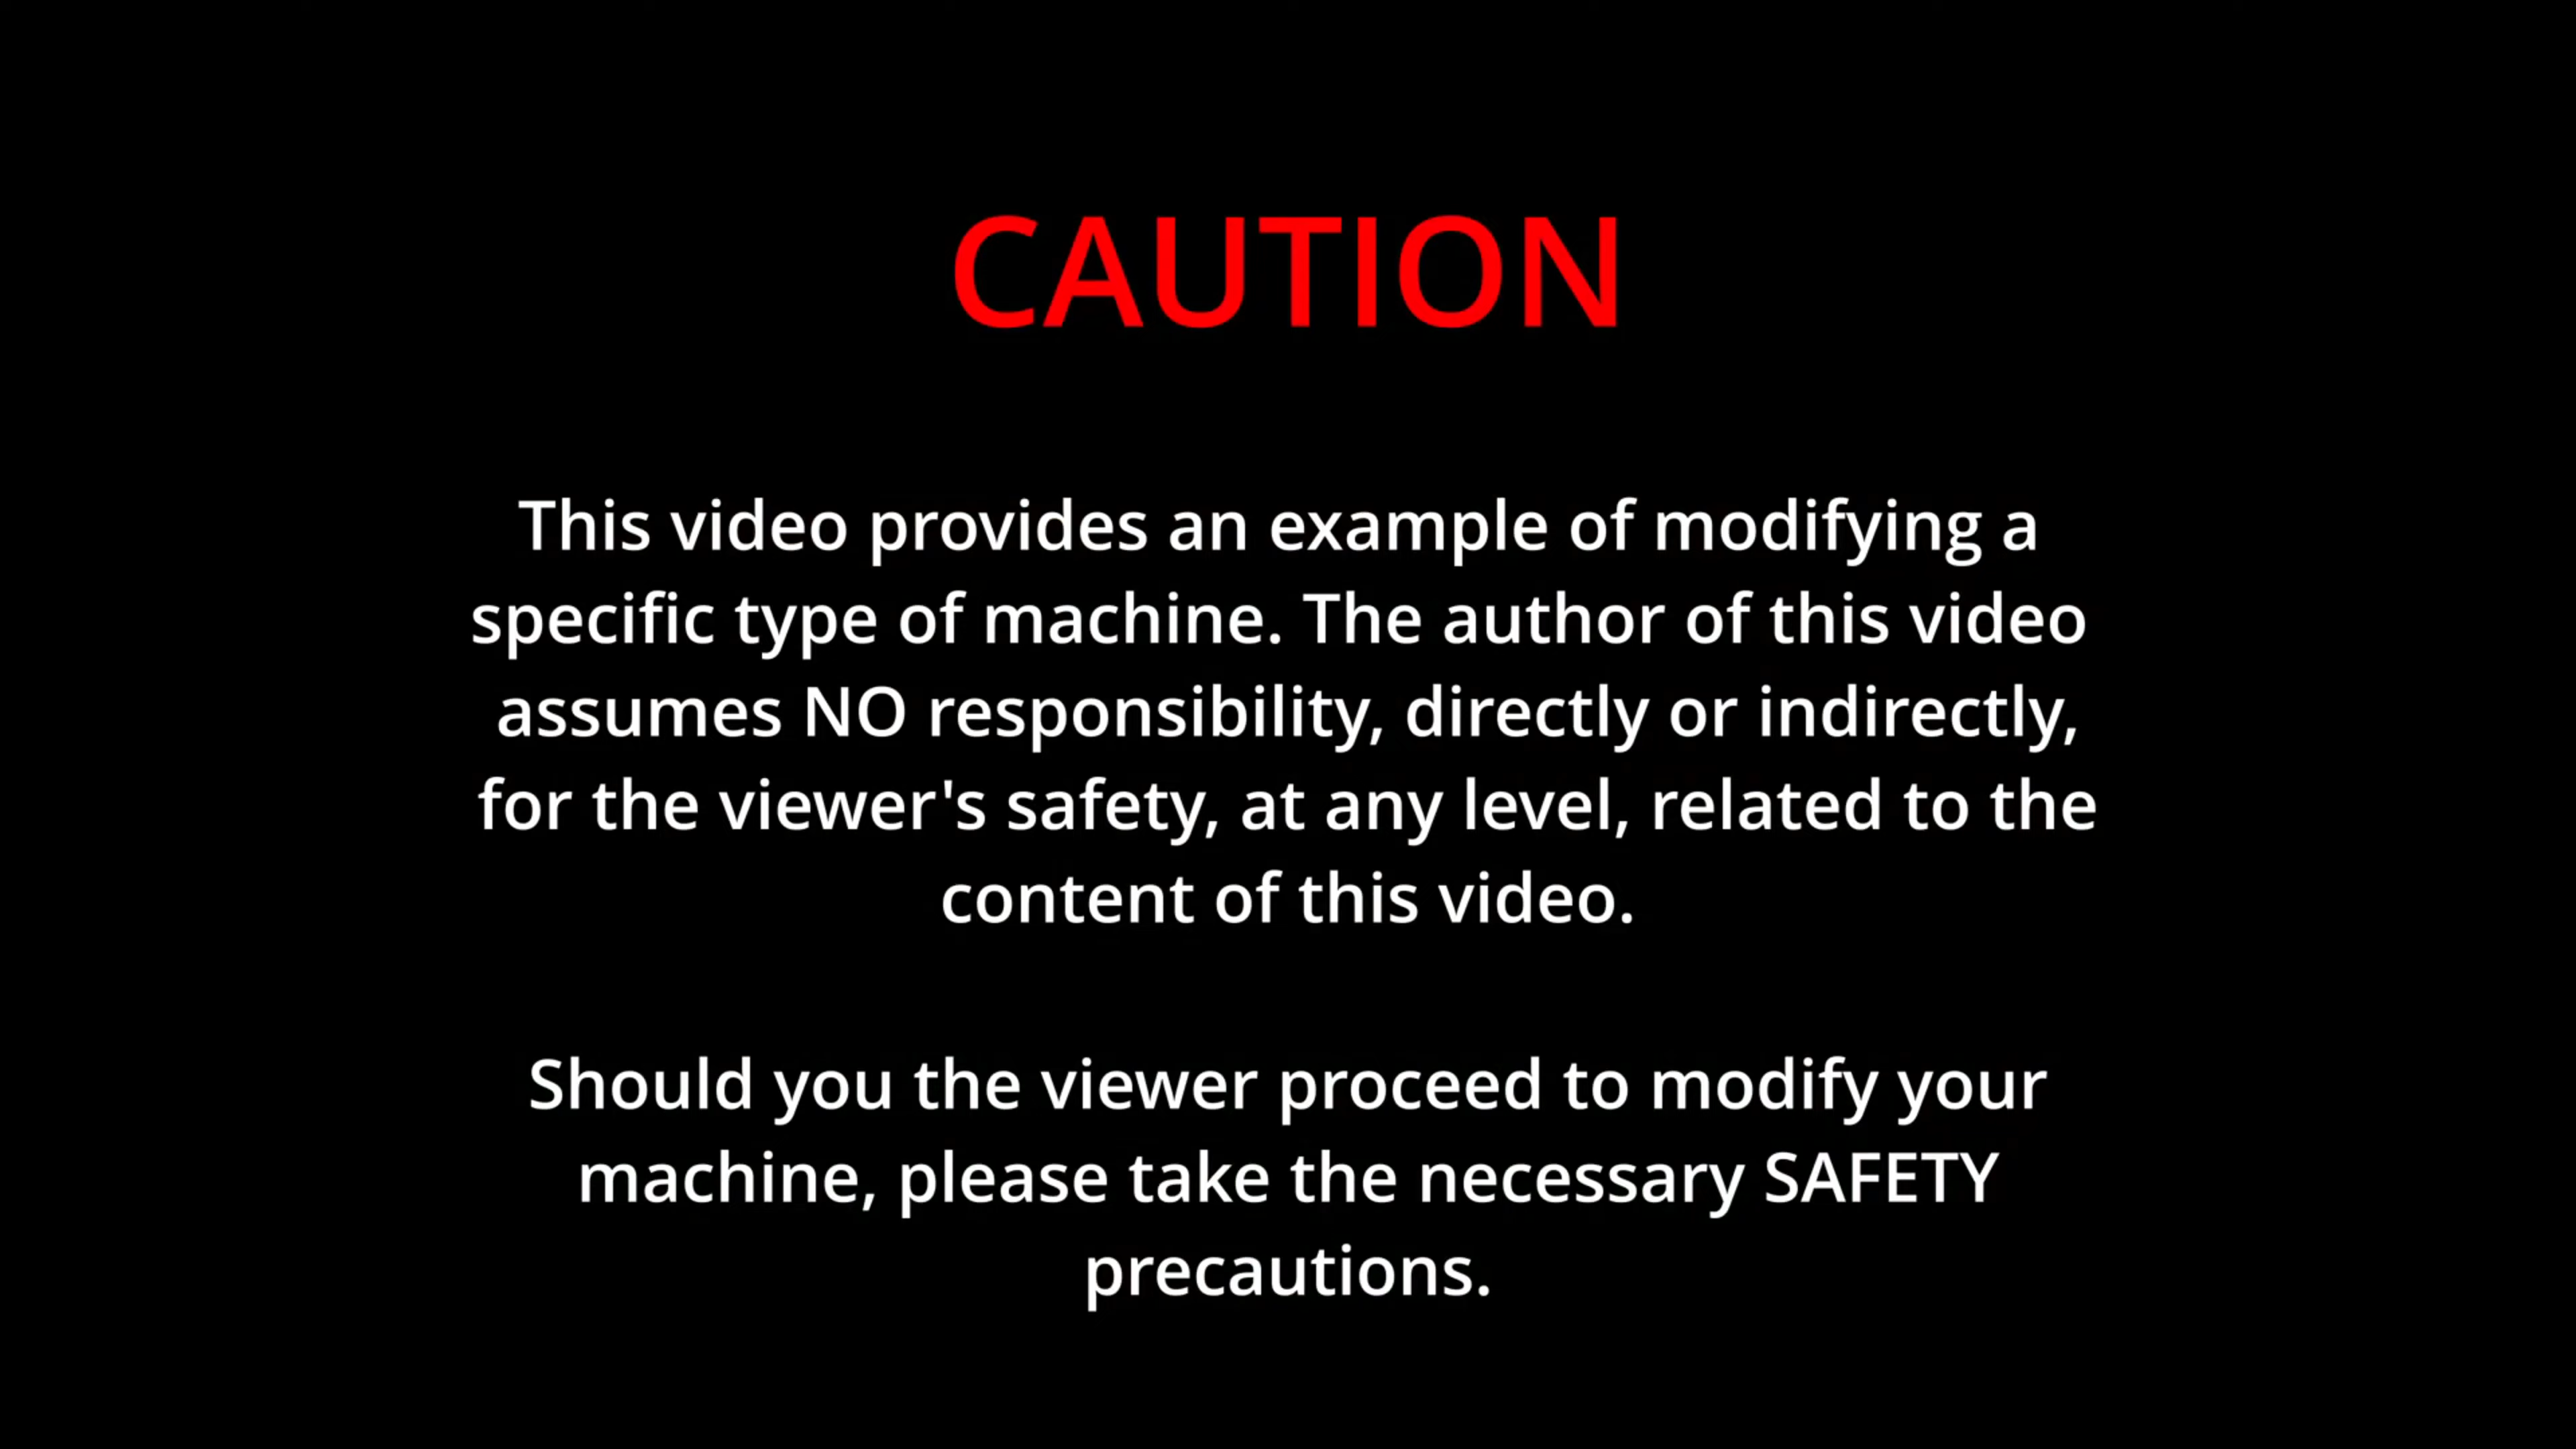 CAUTION
This video provides an example of modifying a
specific type of machine. The author of this video
assumes NO responsibility, directly or indirectly,
for the viewer's safety, at any level, related to the
content of this video.
Should you the viewer proceed to modify your
machine, please take the necessary SAFETY
precautions.